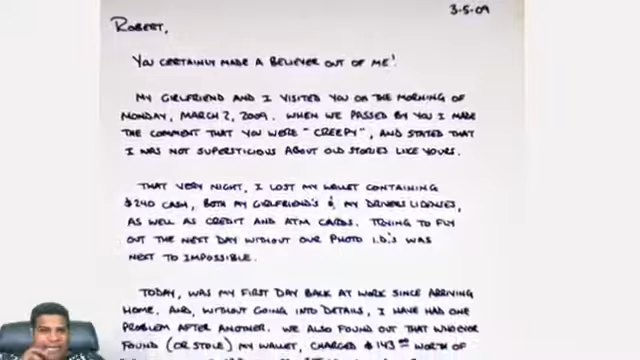 3-5-09
ROBERT,
YOU CERTAINLY MADE A BELIEVER OUT OF ME!
MY GIRLFRIEND AND I VISITED YOU ON THE MORNING OF
MONDAY, MARCH 2, 2009. WHEN WE PASSED BY YOU I MADE
THE COMMENT THAT YOU WERE "CREEPY", AND STATED THAT
I WAS NOT SUPERSTICIOUS ABOUT OLD STORIES LIKE YOURS.
THAT VERY NIGHT, I LOST MY WALLET CONTAINING
$240 CASH, BOTH MY GIRLFRIEND'S & MY DRIVERS LICENSES,
AS WELL AS CREDIT AND ATM CARDS. TRYING TO FLY
OUT THE NEXT DAY WITHOUT OUR PHOTO I.D.'S WAS
NEXT TO IMPOSSIBLE.
TODAY, WAS MY FIRST DAY BACK AT WORK SINCE ARRIVING
HOME. AND, WITHOUT GOING INTO DETAILS, I HAVE HAD ONE
PROBLEM AFTER ANOTHER. WE ALSO FOUND OUT THAT WHOEVER
FOUND (OR STOLE) MY WALLET, CHARGED $143 WORTH OF